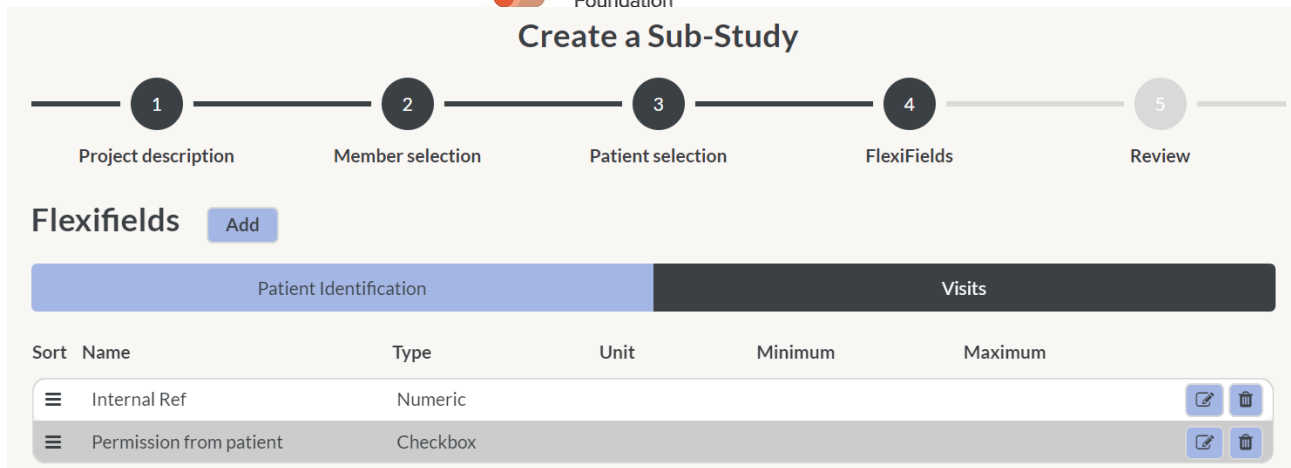 Foundation
Create a Sub-Study
1 2 3 4 5
Project description Member selection Patient selection FlexiFields Review
Flexifields Add
Patient Identification Visits
Sort Name Type Unit Minimum Maximum
Internal Ref Numeric
Permission from patient Checkbox